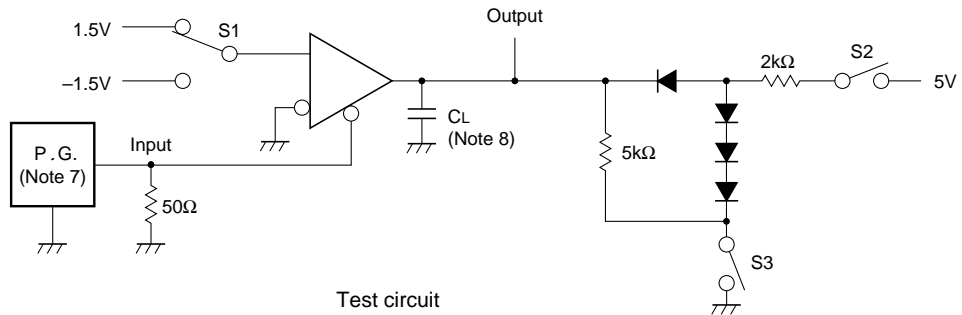 Output
1.5V
S1
–1.5V
S2
2kΩ
5V
CL
(Note 8)
5kΩ
Input
P .G.
(Note 7)
50Ω
S3
Test circuit